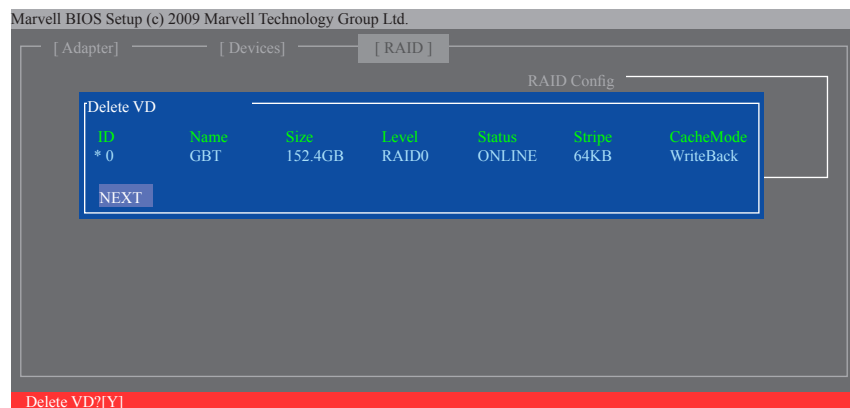 Marvell BIOS Setup (c) 2009 Marvell Technology Group Ltd.
[ Adapter] [ Devices] [ RAID ]
RAID Config
Delete VD
ID Name Size Level Status Stripe CacheMode
* 0 GBT 152.4GB RAID0 ONLINE 64KB WriteBack
NEXT
Delete VD?[Y]